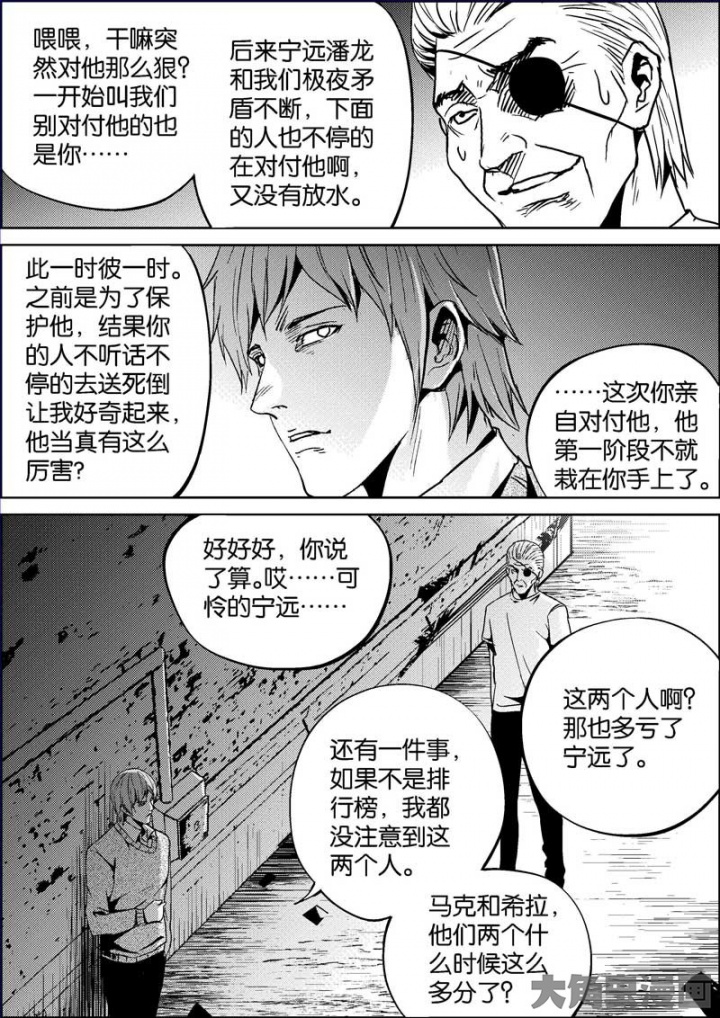 喂喂，干嘛突
然对他那么狠？
一开始叫我们
别对付他的也
是你……
后来宁远潘龙
和我们极夜矛
盾不断，下面
的人也不停的
在对付他啊，
又没有放水。
此一时彼一时。
之前是为了保
护他，结果你
的人不听话不
停的去送死倒
让我好奇起来，
他当真有这么
厉害？
……这次你亲
自对付他，他
第一阶段不就
栽在你手上了。
好好好，你说
了算。哎……可
怜的宁远……
还有一件事，
如果不是排
行榜，我都
没注意到这
两个人。
马克和希拉，
他们两个什
么时候这么
多分了？
这两个人啊？
那也多亏了
宁远了。